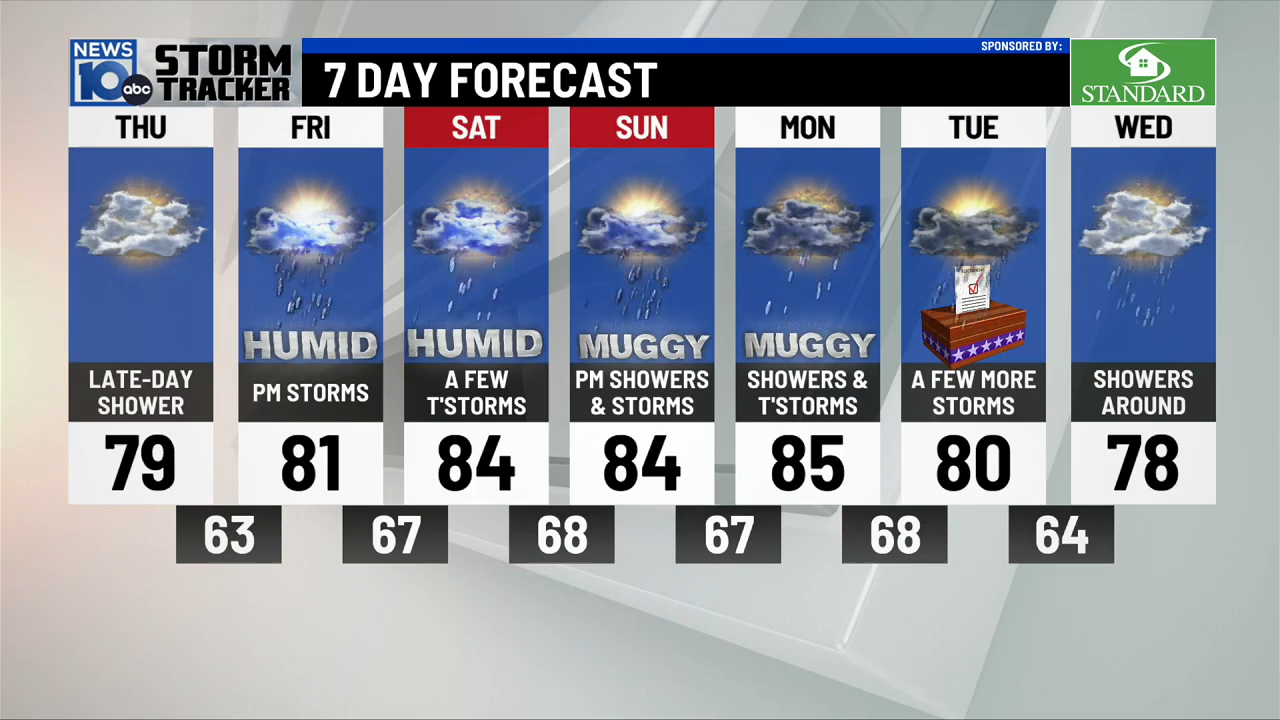 NEWS
10
abc
STORM
TRACKER
7 DAY FORECAST
SPONSORED BY:
STANDARD
THU
FRI
SAT
SUN
MON
TUE
WED
HUMID
HUMID
MUGGY
MUGGY
LATE-DAY
SHOWER
PM STORMS
A FEW
T'STORMS
PM SHOWERS
& STORMS
SHOWERS &
T'STORMS
A FEW MORE
STORMS
SHOWERS
AROUND
79
81
84
84
85
80
78
63
67
68
67
68
64